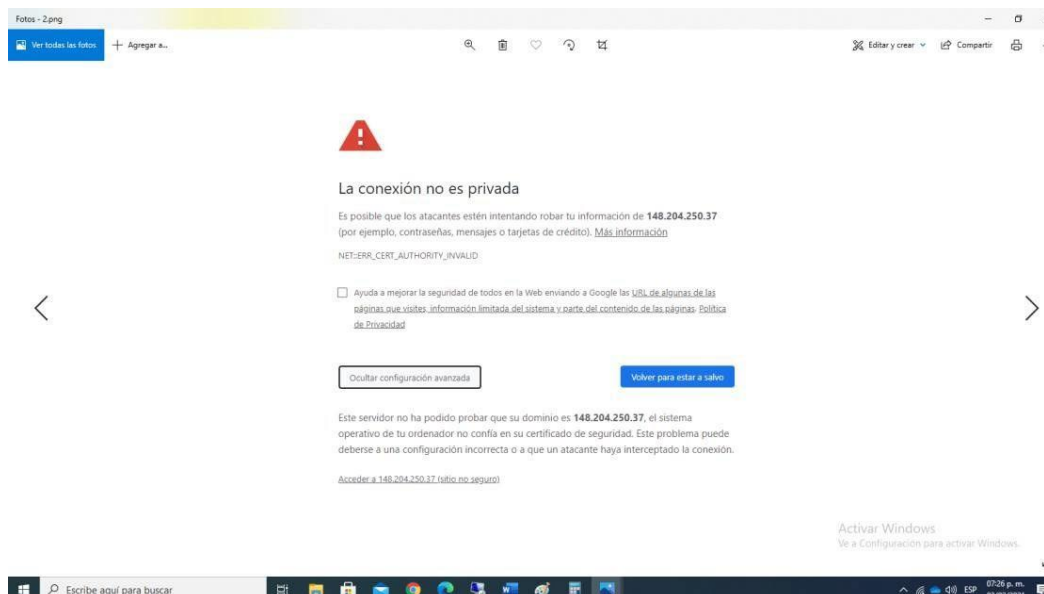 Fotos - 2.png
Ver todas las fotos
Agregar a...
Editar y crear
Compartir
La conexión no es privada
Es posible que los atacantes estén intentando robar tu información de 148.204.250.37
(por ejemplo, contraseñas, mensajes o tarjetas de crédito). Más información
NET::ERR_CERT_AUTHORITY_INVALID
Ayuda a mejorar la seguridad de todos en la Web enviando a Google las URL de algunas de las
páginas que visites, información limitada del sistema y parte del contenido de las páginas. Política
de Privacidad
Ocultar configuración avanzada
Volver para estar a salvo
Este servidor no ha podido probar que su dominio es 148.204.250.37, el sistema
operativo de tu ordenador no confía en su certificado de seguridad. Este problema puede
deberse a una configuración incorrecta o a que un atacante haya interceptado la conexión.
Acceder a 148.204.250.37 (sitio no seguro)
Activar Windows
Ve a Configuración para activar Windows.
Escribe aquí para buscar
ESP
07:26 p. m.